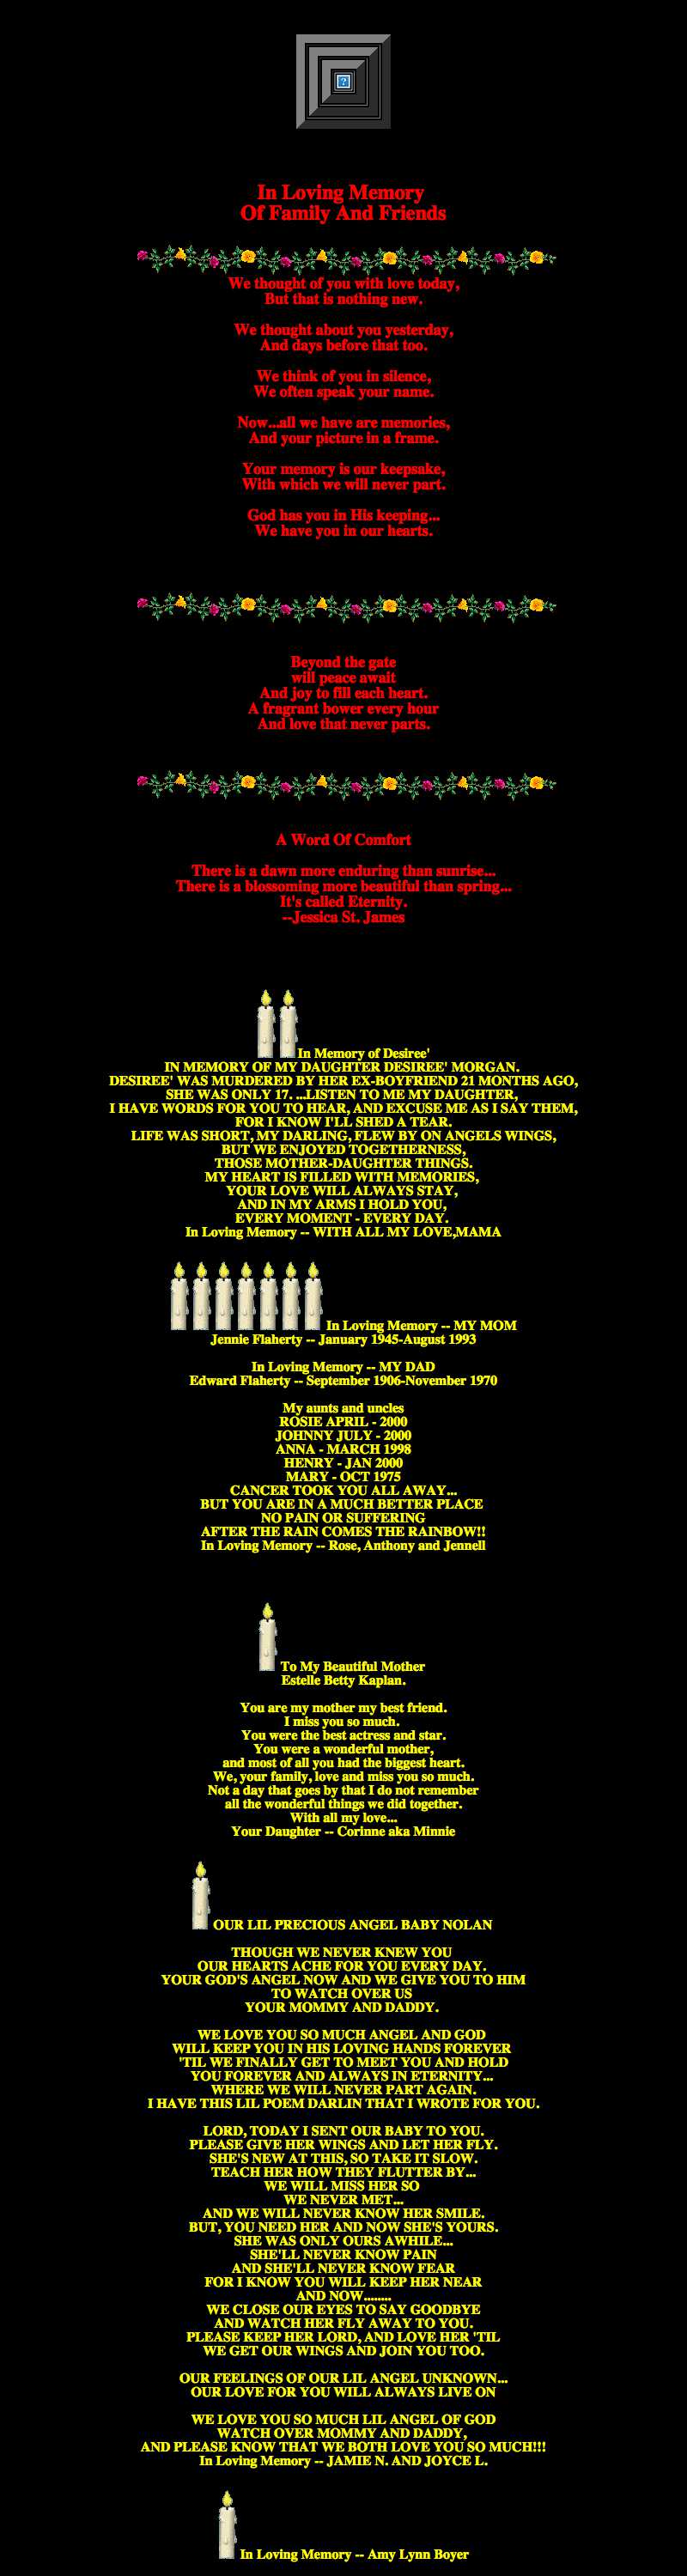 In Loving Memory
Of Family And Friends
We thought of you with love today,
But that is nothing new.
We thought about you yesterday,
And days before that too.
We think of you in silence,
We often speak your name.
Now...all we have are memories,
And your picture in a frame.
Your memory is our keepsake,
With which we will never part.
God has you in His keeping...
We have you in our hearts.
Beyond the gate
will peace await
And joy to fill each heart.
A fragrant bower every hour
And love that never parts.
A Word Of Comfort
There is a dawn more enduring than sunrise...
There is a blossoming more beautiful than spring...
It's called Eternity.
--Jessica St. James
In Memory of Desiree'
IN MEMORY OF MY DAUGHTER DESIREE' MORGAN.
DESIREE' WAS MURDERED BY HER EX-BOYFRIEND 21 MONTHS AGO,
SHE WAS ONLY 17. ...LISTEN TO ME MY DAUGHTER,
I HAVE WORDS FOR YOU TO HEAR, AND EXCUSE ME AS I SAY THEM,
FOR I KNOW I'LL SHED A TEAR.
LIFE WAS SHORT, MY DARLING, FLEW BY ON ANGELS WINGS,
BUT WE ENJOYED TOGETHERNESS,
THOSE MOTHER-DAUGHTER THINGS.
MY HEART IS FILLED WITH MEMORIES,
YOUR LOVE WILL ALWAYS STAY,
AND IN MY ARMS I HOLD YOU,
EVERY MOMENT - EVERY DAY.
In Loving Memory -- WITH ALL MY LOVE,MAMA
In Loving Memory -- MY MOM
Jennie Flaherty -- January 1945-August 1993
In Loving Memory -- MY DAD
Edward Flaherty -- September 1906-November 1970
My aunts and uncles
ROSIE APRIL - 2000
JOHNNY JULY - 2000
ANNA - MARCH 1998
HENRY - JAN 2000
MARY - OCT 1975
CANCER TOOK YOU ALL AWAY...
BUT YOU ARE IN A MUCH BETTER PLACE
NO PAIN OR SUFFERING
AFTER THE RAIN COMES THE RAINBOW!!
In Loving Memory -- Rose, Anthony and Jennell
To My Beautiful Mother
Estelle Betty Kaplan.
You are my mother my best friend.
I miss you so much.
You were the best actress and star.
You were a wonderful mother,
and most of all you had the biggest heart.
We, your family, love and miss you so much.
Not a day that goes by that I do not remember
all the wonderful things we did together.
With all my love...
Your Daughter -- Corinne aka Minnie
OUR LIL PRECIOUS ANGEL BABY NOLAN
THOUGH WE NEVER KNEW YOU
OUR HEARTS ACHE FOR YOU EVERY DAY.
YOUR GOD'S ANGEL NOW AND WE GIVE YOU TO HIM
TO WATCH OVER US
YOUR MOMMY AND DADDY.
WE LOVE YOU SO MUCH ANGEL AND GOD
WILL KEEP YOU IN HIS LOVING HANDS FOREVER
'TIL WE FINALLY GET TO MEET YOU AND HOLD
YOU FOREVER AND ALWAYS IN ETERNITY...
WHERE WE WILL NEVER PART AGAIN.
I HAVE THIS LIL POEM DARLIN THAT I WROTE FOR YOU.
LORD, TODAY I SENT OUR BABY TO YOU.
PLEASE GIVE HER WINGS AND LET HER FLY.
SHE'S NEW AT THIS, SO TAKE IT SLOW.
TEACH HER HOW THEY FLUTTER BY...
WE WILL MISS HER SO
WE NEVER MET...
AND WE WILL NEVER KNOW HER SMILE.
BUT, YOU NEED HER AND NOW SHE'S YOURS.
SHE WAS ONLY OURS AWHILE...
SHE'LL NEVER KNOW PAIN
AND SHE'LL NEVER KNOW FEAR
FOR I KNOW YOU WILL KEEP HER NEAR
AND NOW........
WE CLOSE OUR EYES TO SAY GOODBYE
AND WATCH HER FLY AWAY TO YOU.
PLEASE KEEP HER LORD, AND LOVE HER 'TIL
WE GET OUR WINGS AND JOIN YOU TOO.
OUR FEELINGS OF OUR LIL ANGEL UNKNOWN...
OUR LOVE FOR YOU WILL ALWAYS LIVE ON
WE LOVE YOU SO MUCH LIL ANGEL OF GOD
WATCH OVER MOMMY AND DADDY,
AND PLEASE KNOW THAT WE BOTH LOVE YOU SO MUCH!!!
In Loving Memory -- JAMIE N. AND JOYCE L.
In Loving Memory -- Amy Lynn Boyer